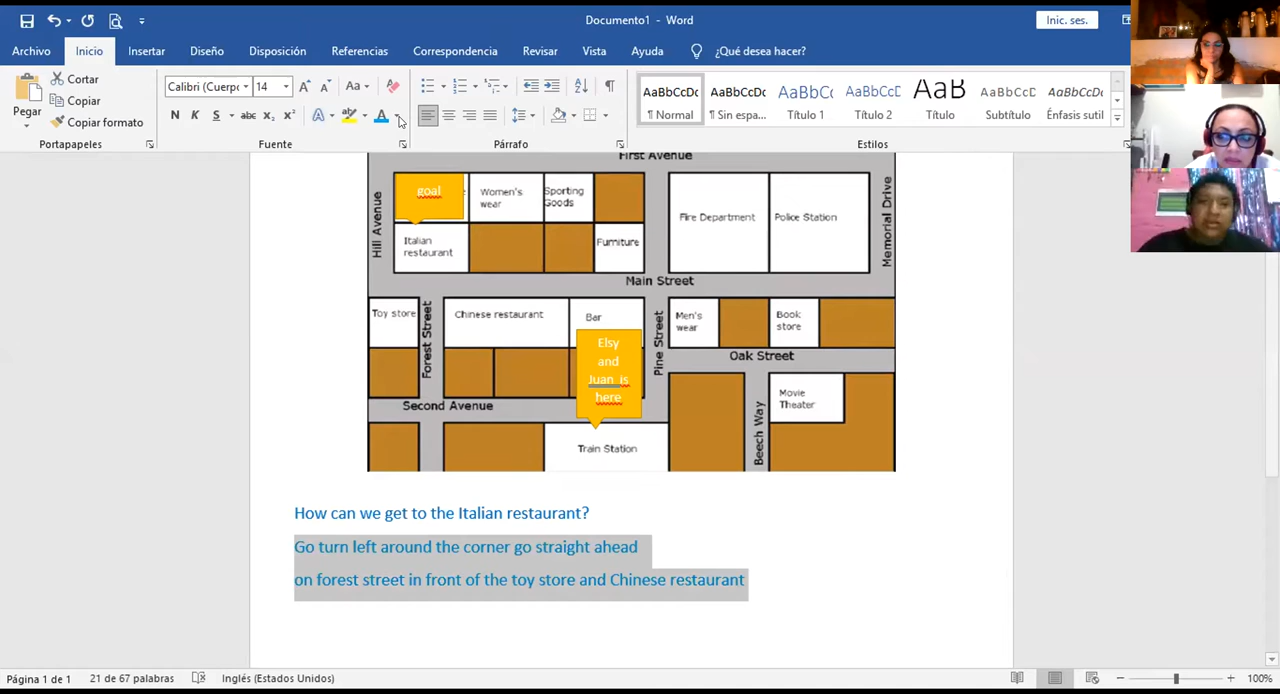 Documento1 - Word
Inic. ses.
Archivo Inicio Insertar Diseño Disposición Referencias Correspondencia Revisar Vista Ayuda ¿Qué desea hacer?
Pegar
Cortar
Copiar
Copiar formato
Portapapeles
Calibri (Cuerpo 14
Aa
N K S abc x₂ x²
A A
Fuente
Párrafo
AaBbCcDc AaBbCcDc AaBbCc AaBbCcD AaB AaBbCcD AaBbCcDc
¶ Normal ¶ Sin espa... Título 1 Título 2 Título Subtítulo Énfasis sutil
Estilos
First Avenue
Hill Avenue
goal
Women's
wear
Sporting
Goods
Fire Department
Police Station
Memorial Drive
Italian
restaurant
Furniture
Main Street
Toy store
Forest Street
Chinese restaurant
Bar
Pine Street
Men's
wear
Book
store
Elsy
and
Juan is
here
Oak Street
Second Avenue
Beech Way
Movie
Theater
Train Station
How can we get to the Italian restaurant?
Go turn left around the corner go straight ahead
on forest street in front of the toy store and Chinese restaurant
Página 1 de 1 21 de 67 palabras Inglés (Estados Unidos) 100%